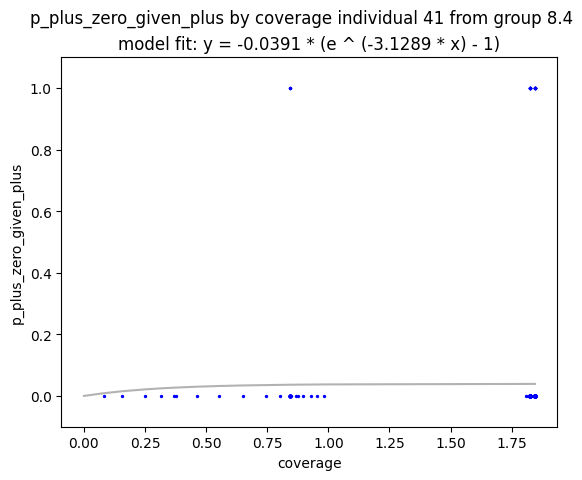 p_plus_zero_given_plus by coverage individual 41 from group 8.4
model fit: y = -0.0391 * (e ^ (-3.1289 * x) - 1)
p_plus_zero_given_plus
1.0
0.8
0.6
0.4
0.2
0.0
0.00 0.25 0.50 0.75 1.00 1.25 1.50 1.75
coverage